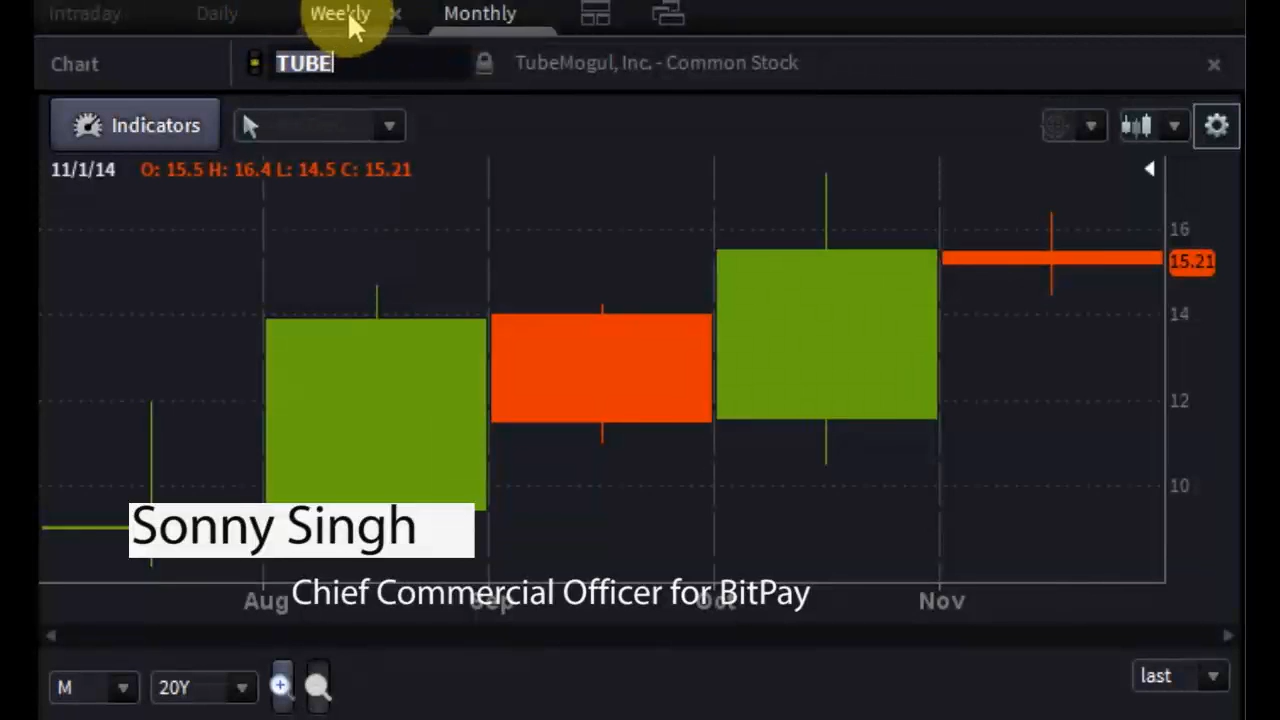 Intraday Daily Weekly × Monthly
Chart TUBE TubeMogul, Inc. - Common Stock ×
Indicators
11/1/14 O: 15.5 H: 16.4 L: 14.5 C: 15.21
16
15.21
14
12
10
Sonny Singh
Chief Commercial Officer for BitPay
Aug Sep Oct Nov
M 20Y last